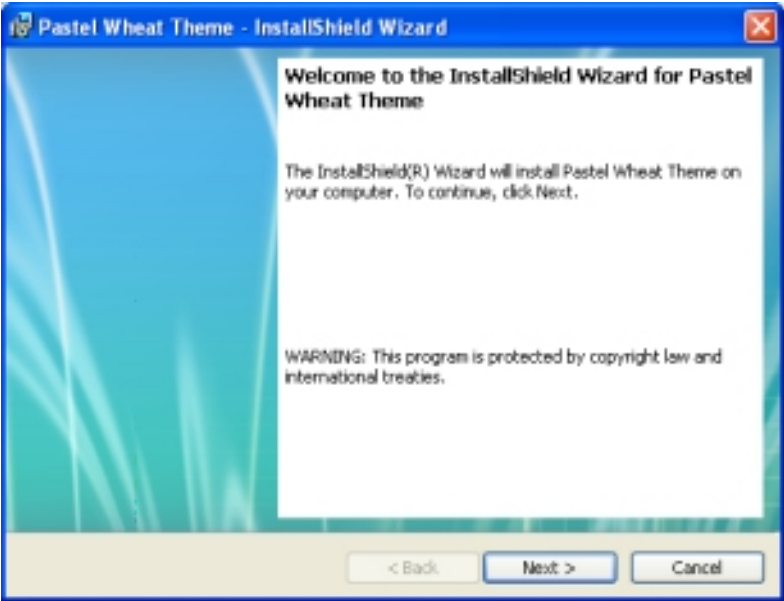 Pastel Wheat Theme - InstallShield Wizard
Welcome to the InstallShield Wizard for Pastel
Wheat Theme
The InstallShield(R) Wizard will install Pastel Wheat Theme on
your computer. To continue, click Next.
WARNING: This program is protected by copyright law and
international treaties.
< Back
Next >
Cancel